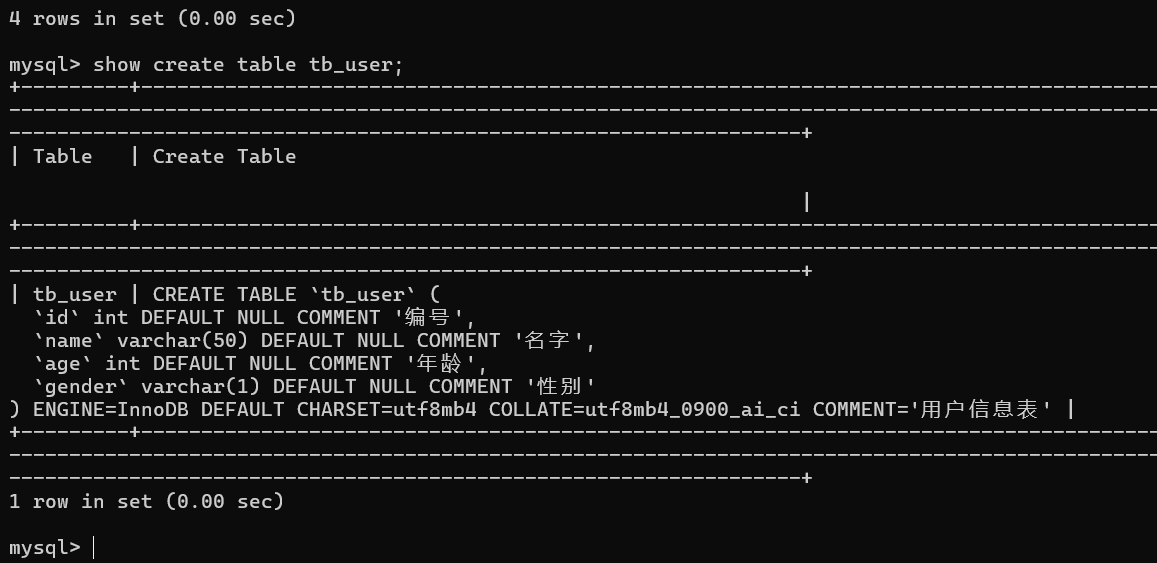 4 rows in set (0.00 sec)
mysql> show create table tb_user;
+---------+-------------------------------------------------------------------------------------
------------------------------------------------------------------------------------------------
------------------------------------------------------------------+
| Table   | Create Table
                                                                  |
+---------+-------------------------------------------------------------------------------------
------------------------------------------------------------------------------------------------
------------------------------------------------------------------+
| tb_user | CREATE TABLE `tb_user` (
  `id` int DEFAULT NULL COMMENT '编号',
  `name` varchar(50) DEFAULT NULL COMMENT '名字',
  `age` int DEFAULT NULL COMMENT '年龄',
  `gender` varchar(1) DEFAULT NULL COMMENT '性别'
) ENGINE=InnoDB DEFAULT CHARSET=utf8mb4 COLLATE=utf8mb4_0900_ai_ci COMMENT='用户信息表' |
+---------+-------------------------------------------------------------------------------------
------------------------------------------------------------------------------------------------
------------------------------------------------------------------+
1 row in set (0.00 sec)
mysql>